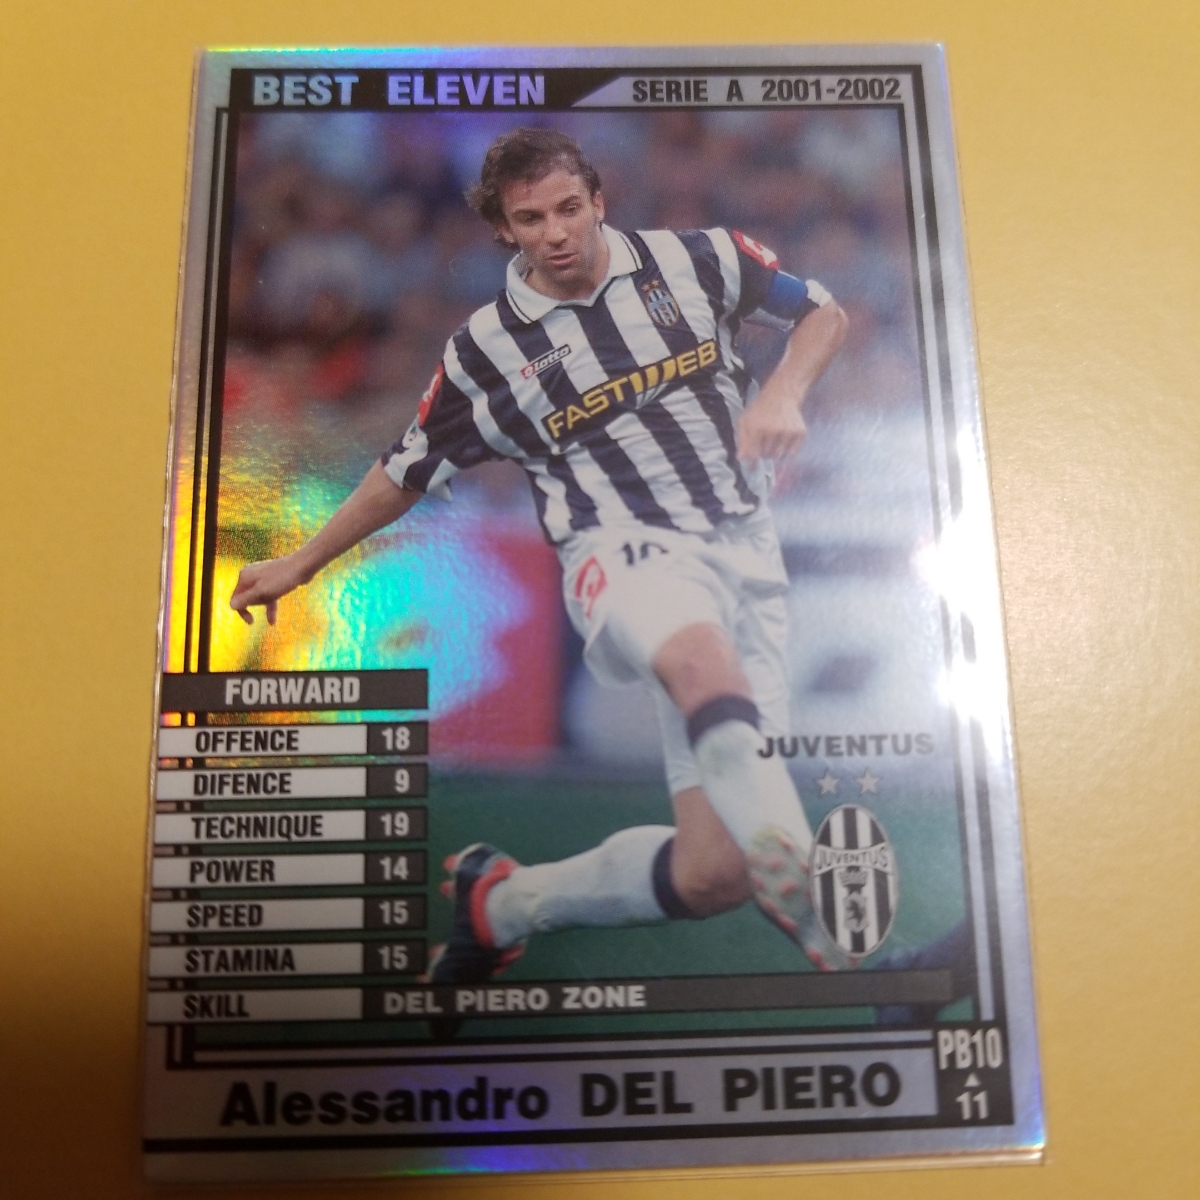 BEST ELEVEN SERIE A 2001-2002
lotto
FASTWEB
10
FORWARD
OFFENCE 18
DIFENCE 9
TECHNIQUE 19
POWER 14
SPEED 15
STAMINA 15
SKILL DEL PIERO ZONE
JUVENTUS
JUVENTUS
Alessandro DEL PIERO
PB10
11